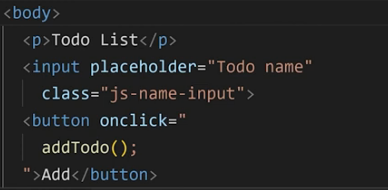 <body>
<p>Todo List</p>
<input placeholder="Todo name"
class="js-name-input">
<button onclick="
addTodo();
">Add</button>